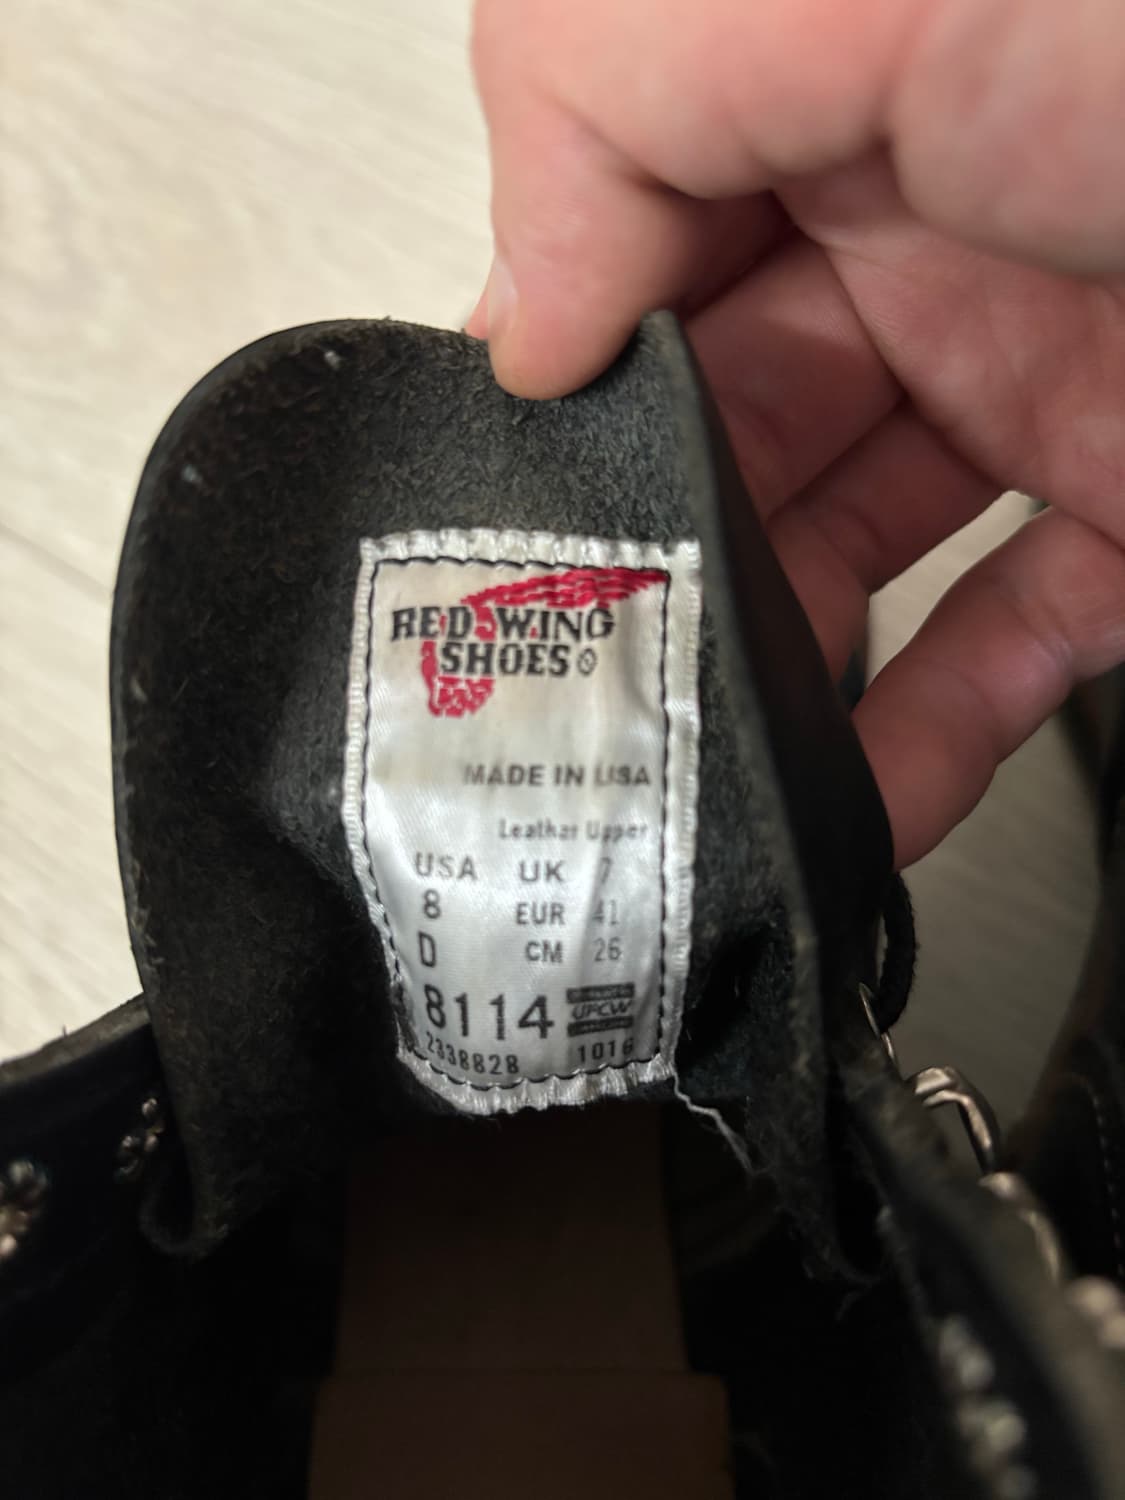 RED WING
SHOES
MADE IN USA
Leather Upper
USA UK 7
8 EUR 41
D CM 26
8114 UFCW
2338828 1016